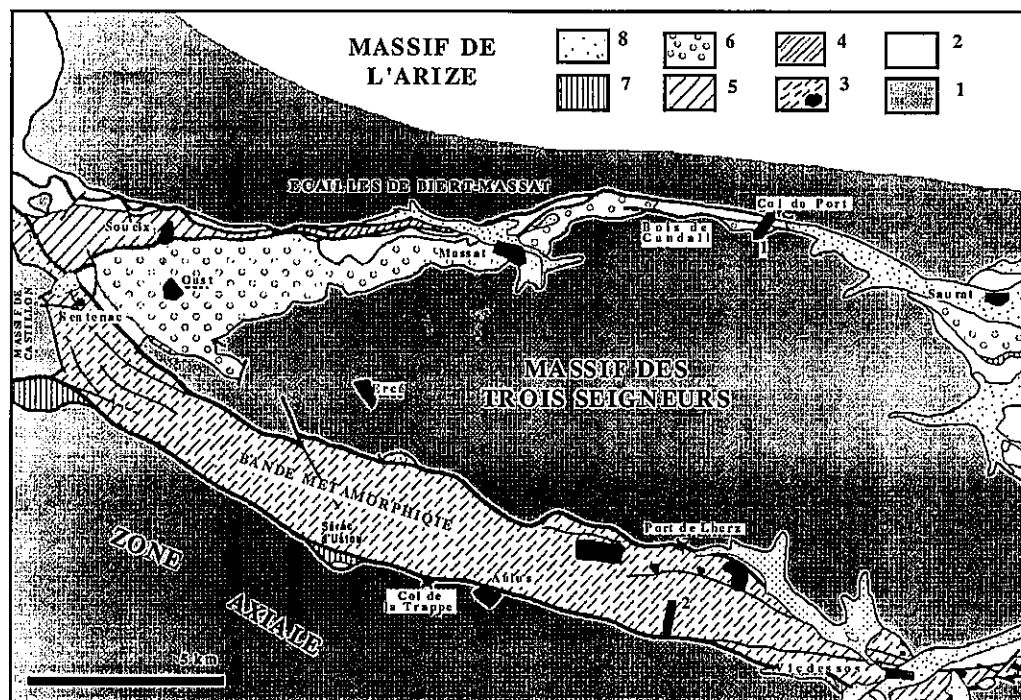 MASSIF DE
L'ARIZE
8
6
4
2
7
5
3
1
ECAILLES DE BIERT-MASSAT
Col du Port
Soueix
Bois de
Massat
1
Oust
Saurat
MASSIF DE
CASTILLON
Sentenac
MASSIF DES
TROIS SEIGNEURS
Ercé
BANDE METAMORPHIQUE
Port de Lherz
ZONE
AXIALE
Col de
la Trappe
Aulus
2
Vicdessos
5 km